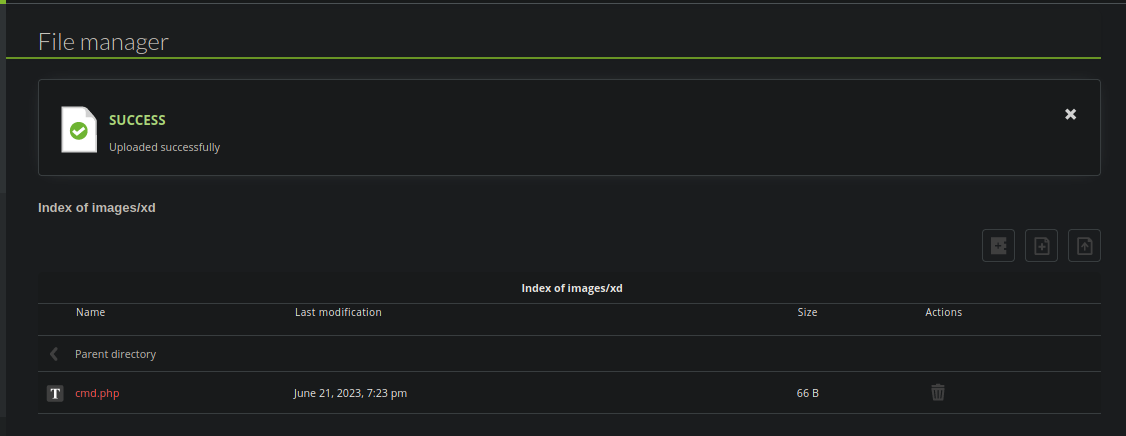 File manager
SUCCESS
Uploaded successfully
Index of images/xd
Index of images/xd
Name Last modification Size Actions
Parent directory
T cmd.php June 21, 2023, 7:23 pm 66 B